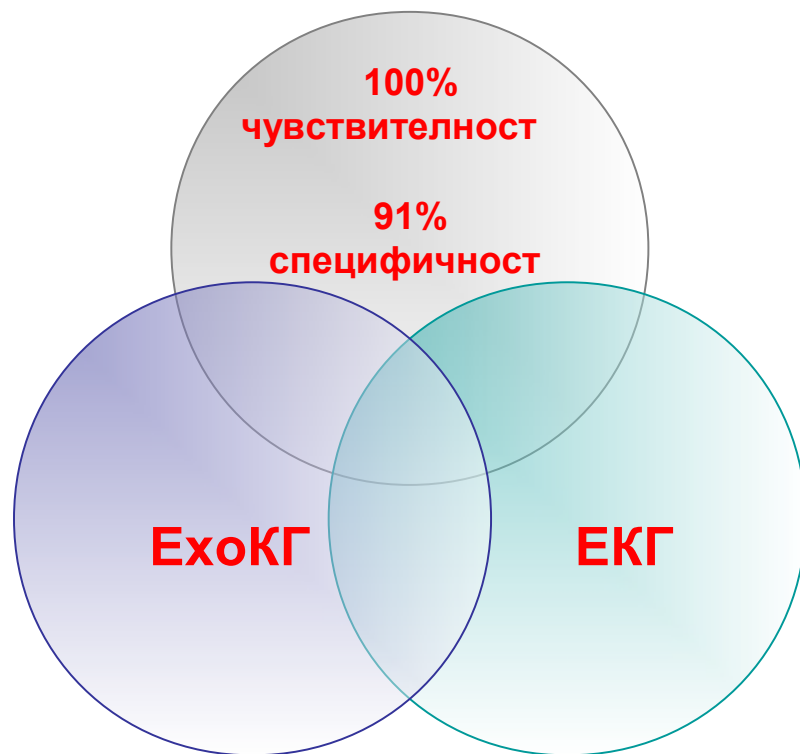 100%
чувствителност
91%
специфичност
ЕхоКГ
ЕКГ